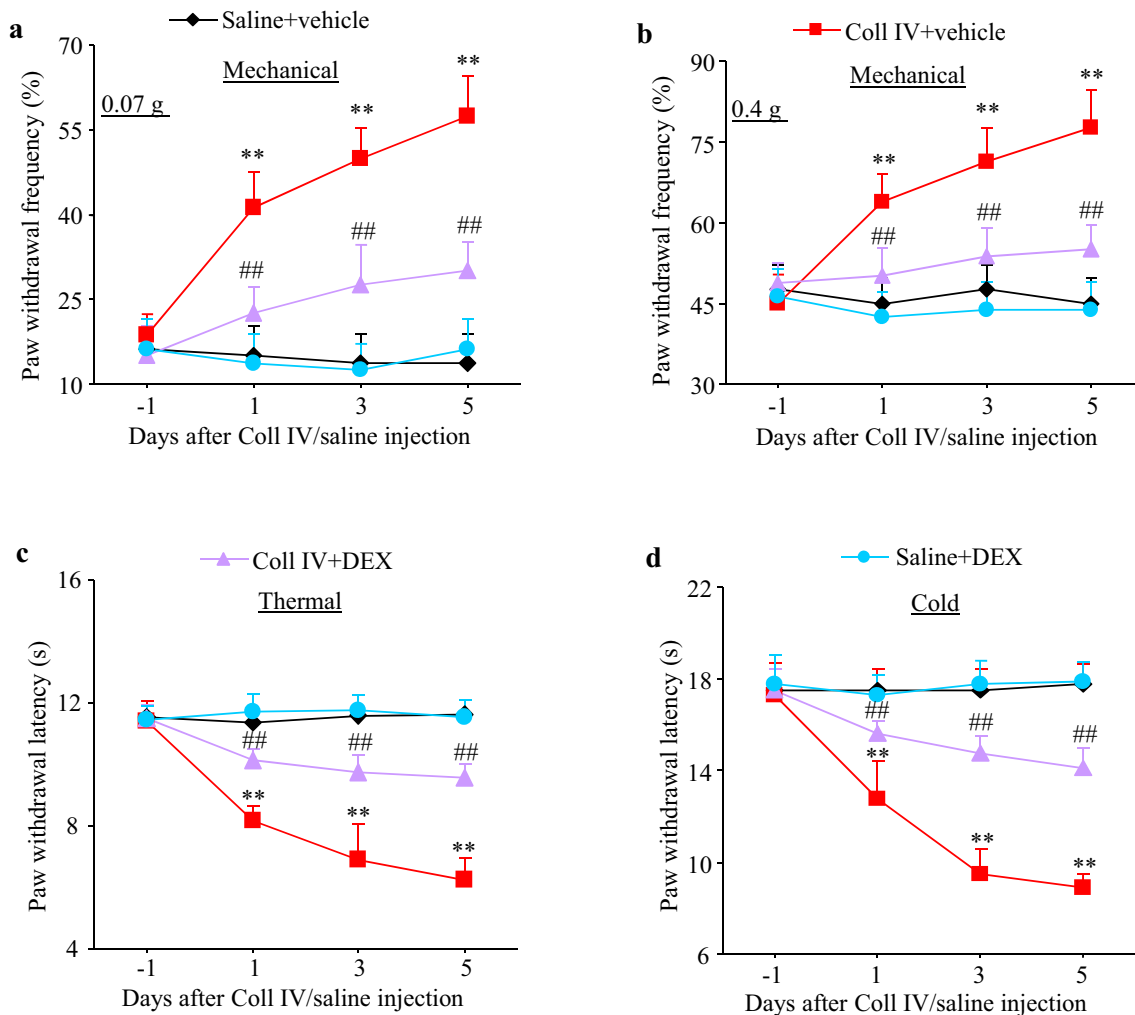 a
Saline+vehicle
Mechanical
0.07 g
Paw withdrawal frequency (%)
70
55
40
25
10
**
**
**
##
##
##
-1 1 3 5
Days after Coll IV/saline injection
b
Coll IV+vehicle
Mechanical
0.4 g
Paw withdrawal frequency (%)
90
75
60
45
30
**
**
**
##
##
##
-1 1 3 5
Days after Coll IV/saline injection
c
Coll IV+DEX
Thermal
Paw withdrawal latency (s)
16
12
8
4
##
##
##
**
**
**
-1 1 3 5
Days after Coll IV/saline injection
d
Saline+DEX
Cold
Paw withdrawal latency (s)
22
18
14
10
6
##
##
##
**
**
**
-1 1 3 5
Days after Coll IV/saline injection